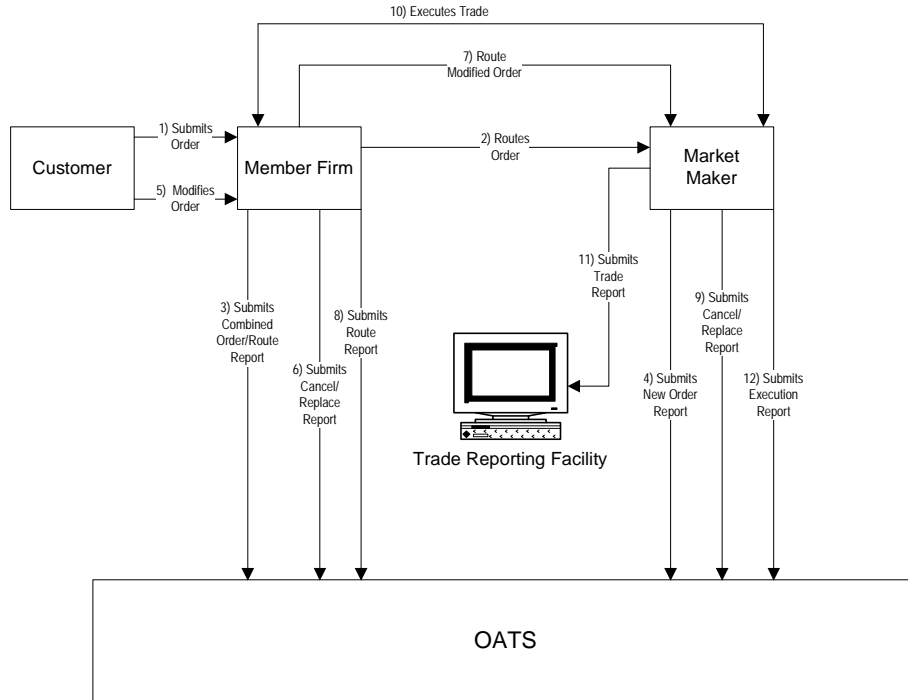 10) Executes Trade
7) Route
Modified Order
1) Submits
Order
2) Routes
Order
Customer
Member Firm
Market
Maker
5) Modifies
Order
11) Submits
Trade
Report
3) Submits
Combined
Order/Route
Report
8) Submits
Route
Report
9) Submits
Cancel/
Replace
Report
6) Submits
Cancel/
Replace
Report
4) Submits
New Order
Report
12) Submits
Execution
Report
Trade Reporting Facility
OATS